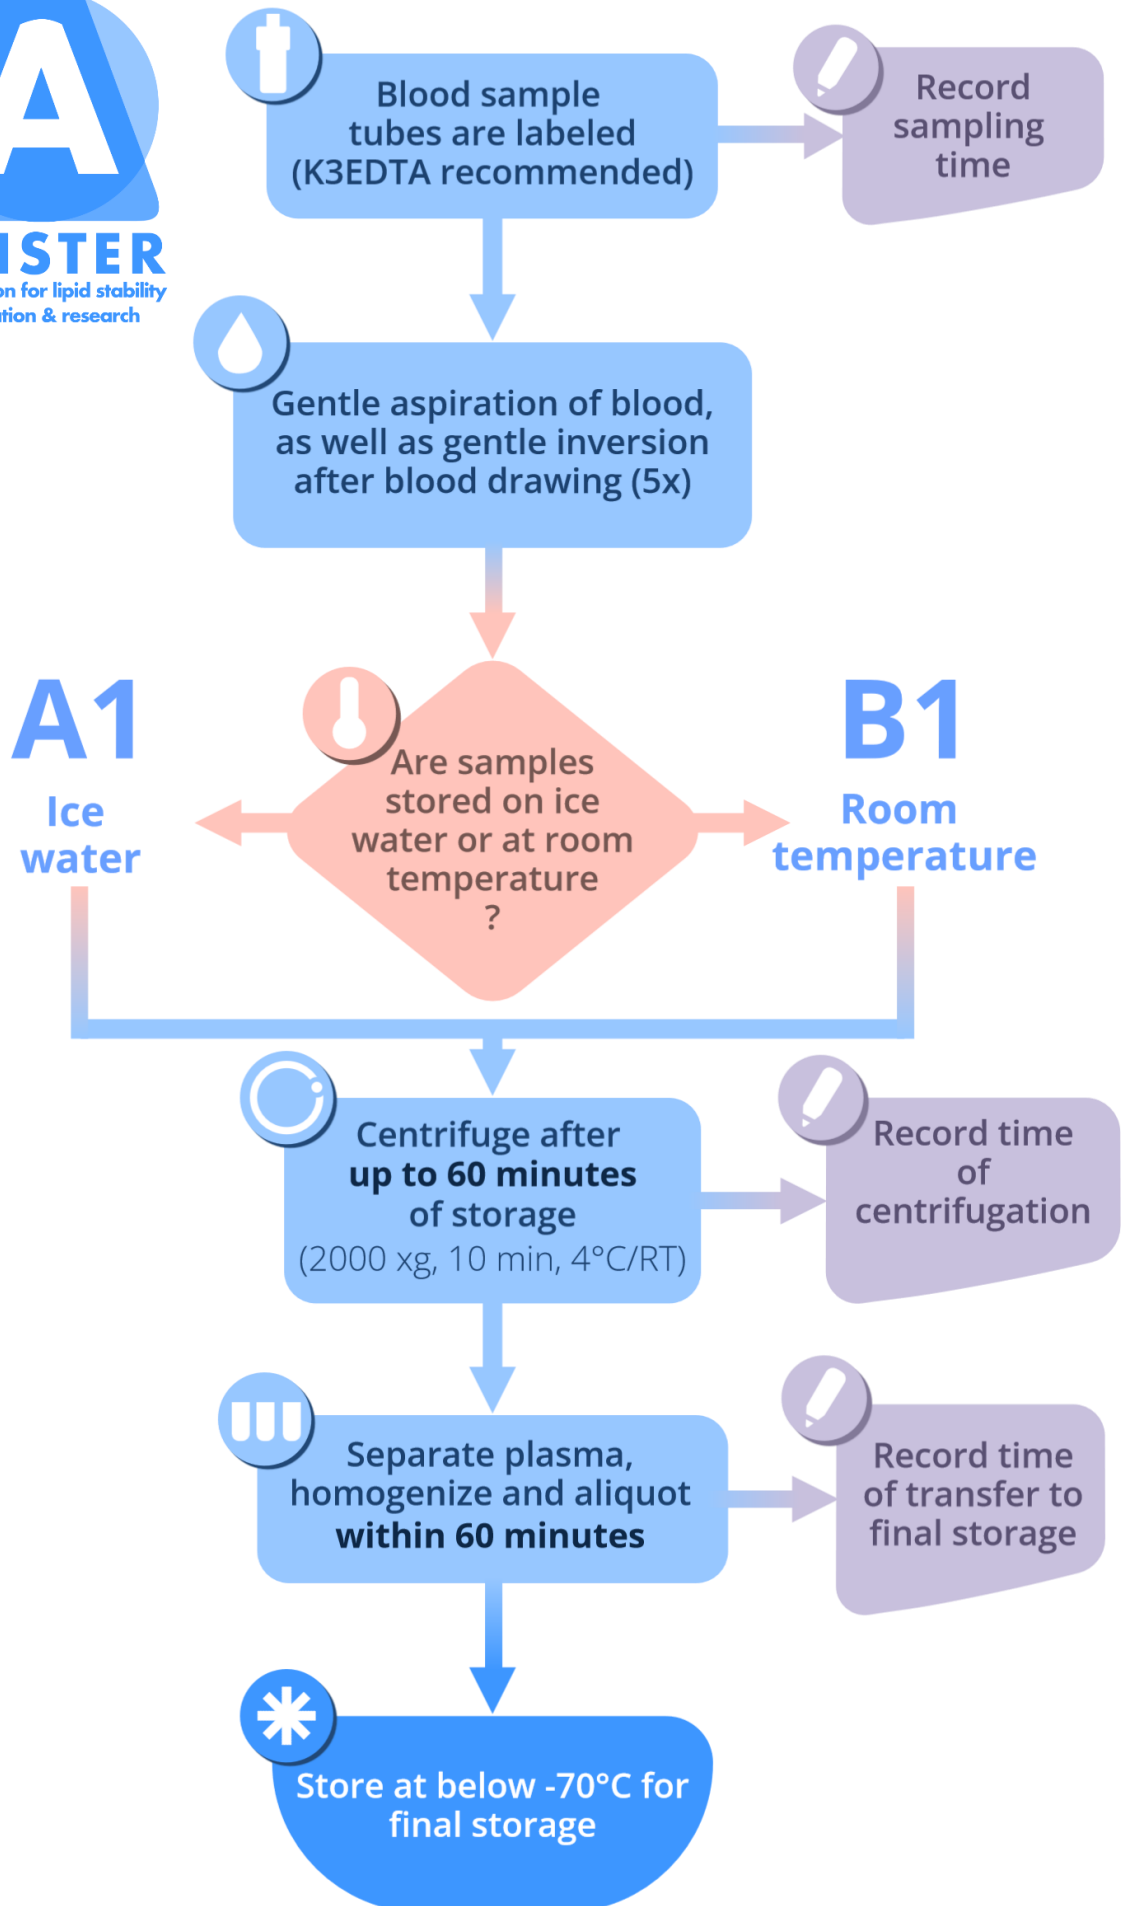 A
ISTER
on for lipid stability
tion & research
Blood sample
tubes are labeled
(K3EDTA recommended)
Record
sampling
time
Gentle aspiration of blood,
as well as gentle inversion
after blood drawing (5x)
A1
Ice
water
Are samples
stored on ice
water or at room
temperature
?
B1
Room
temperature
Centrifuge after
up to 60 minutes
of storage
(2000 xg, 10 min, 4°C/RT)
Record time
of
centrifugation
Separate plasma,
homogenize and aliquot
within 60 minutes
Record time
of transfer to
final storage
Store at below -70°C for
final storage